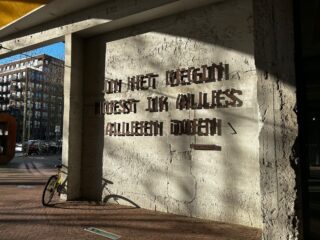 IN HET BEGIN
MOEST IK ALLES
ALLEEN DOEN